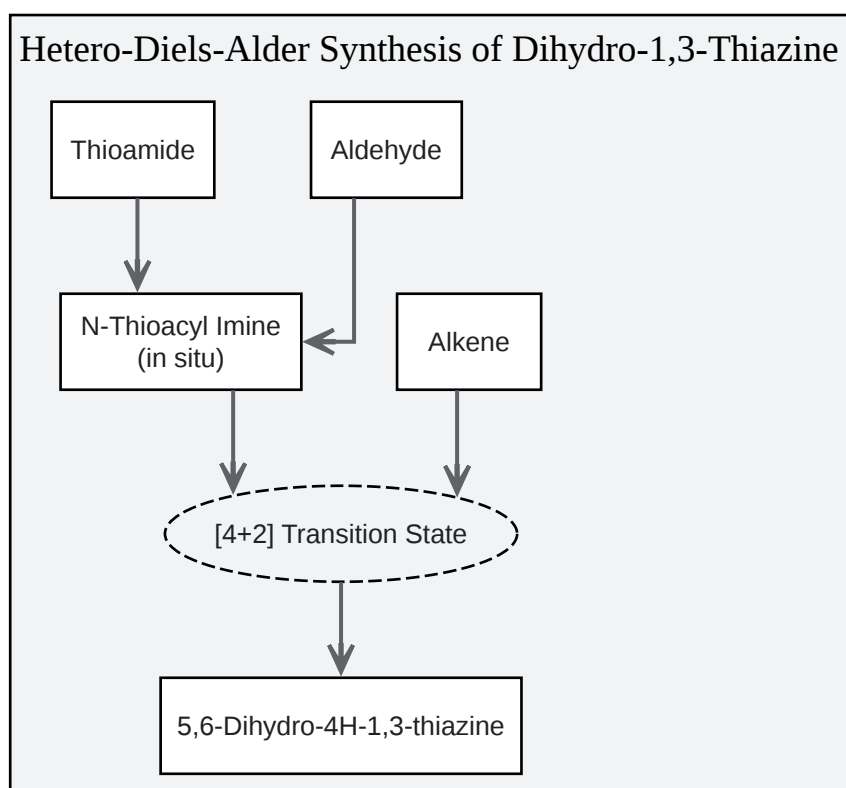 Hetero-Diels-Alder Synthesis of Dihydro-1,3-Thiazine
Thioamide
Aldehyde
N-Thioacyl Imine
(in situ)
Alkene
[4+2] Transition State
5,6-Dihydro-4H-1,3-thiazine